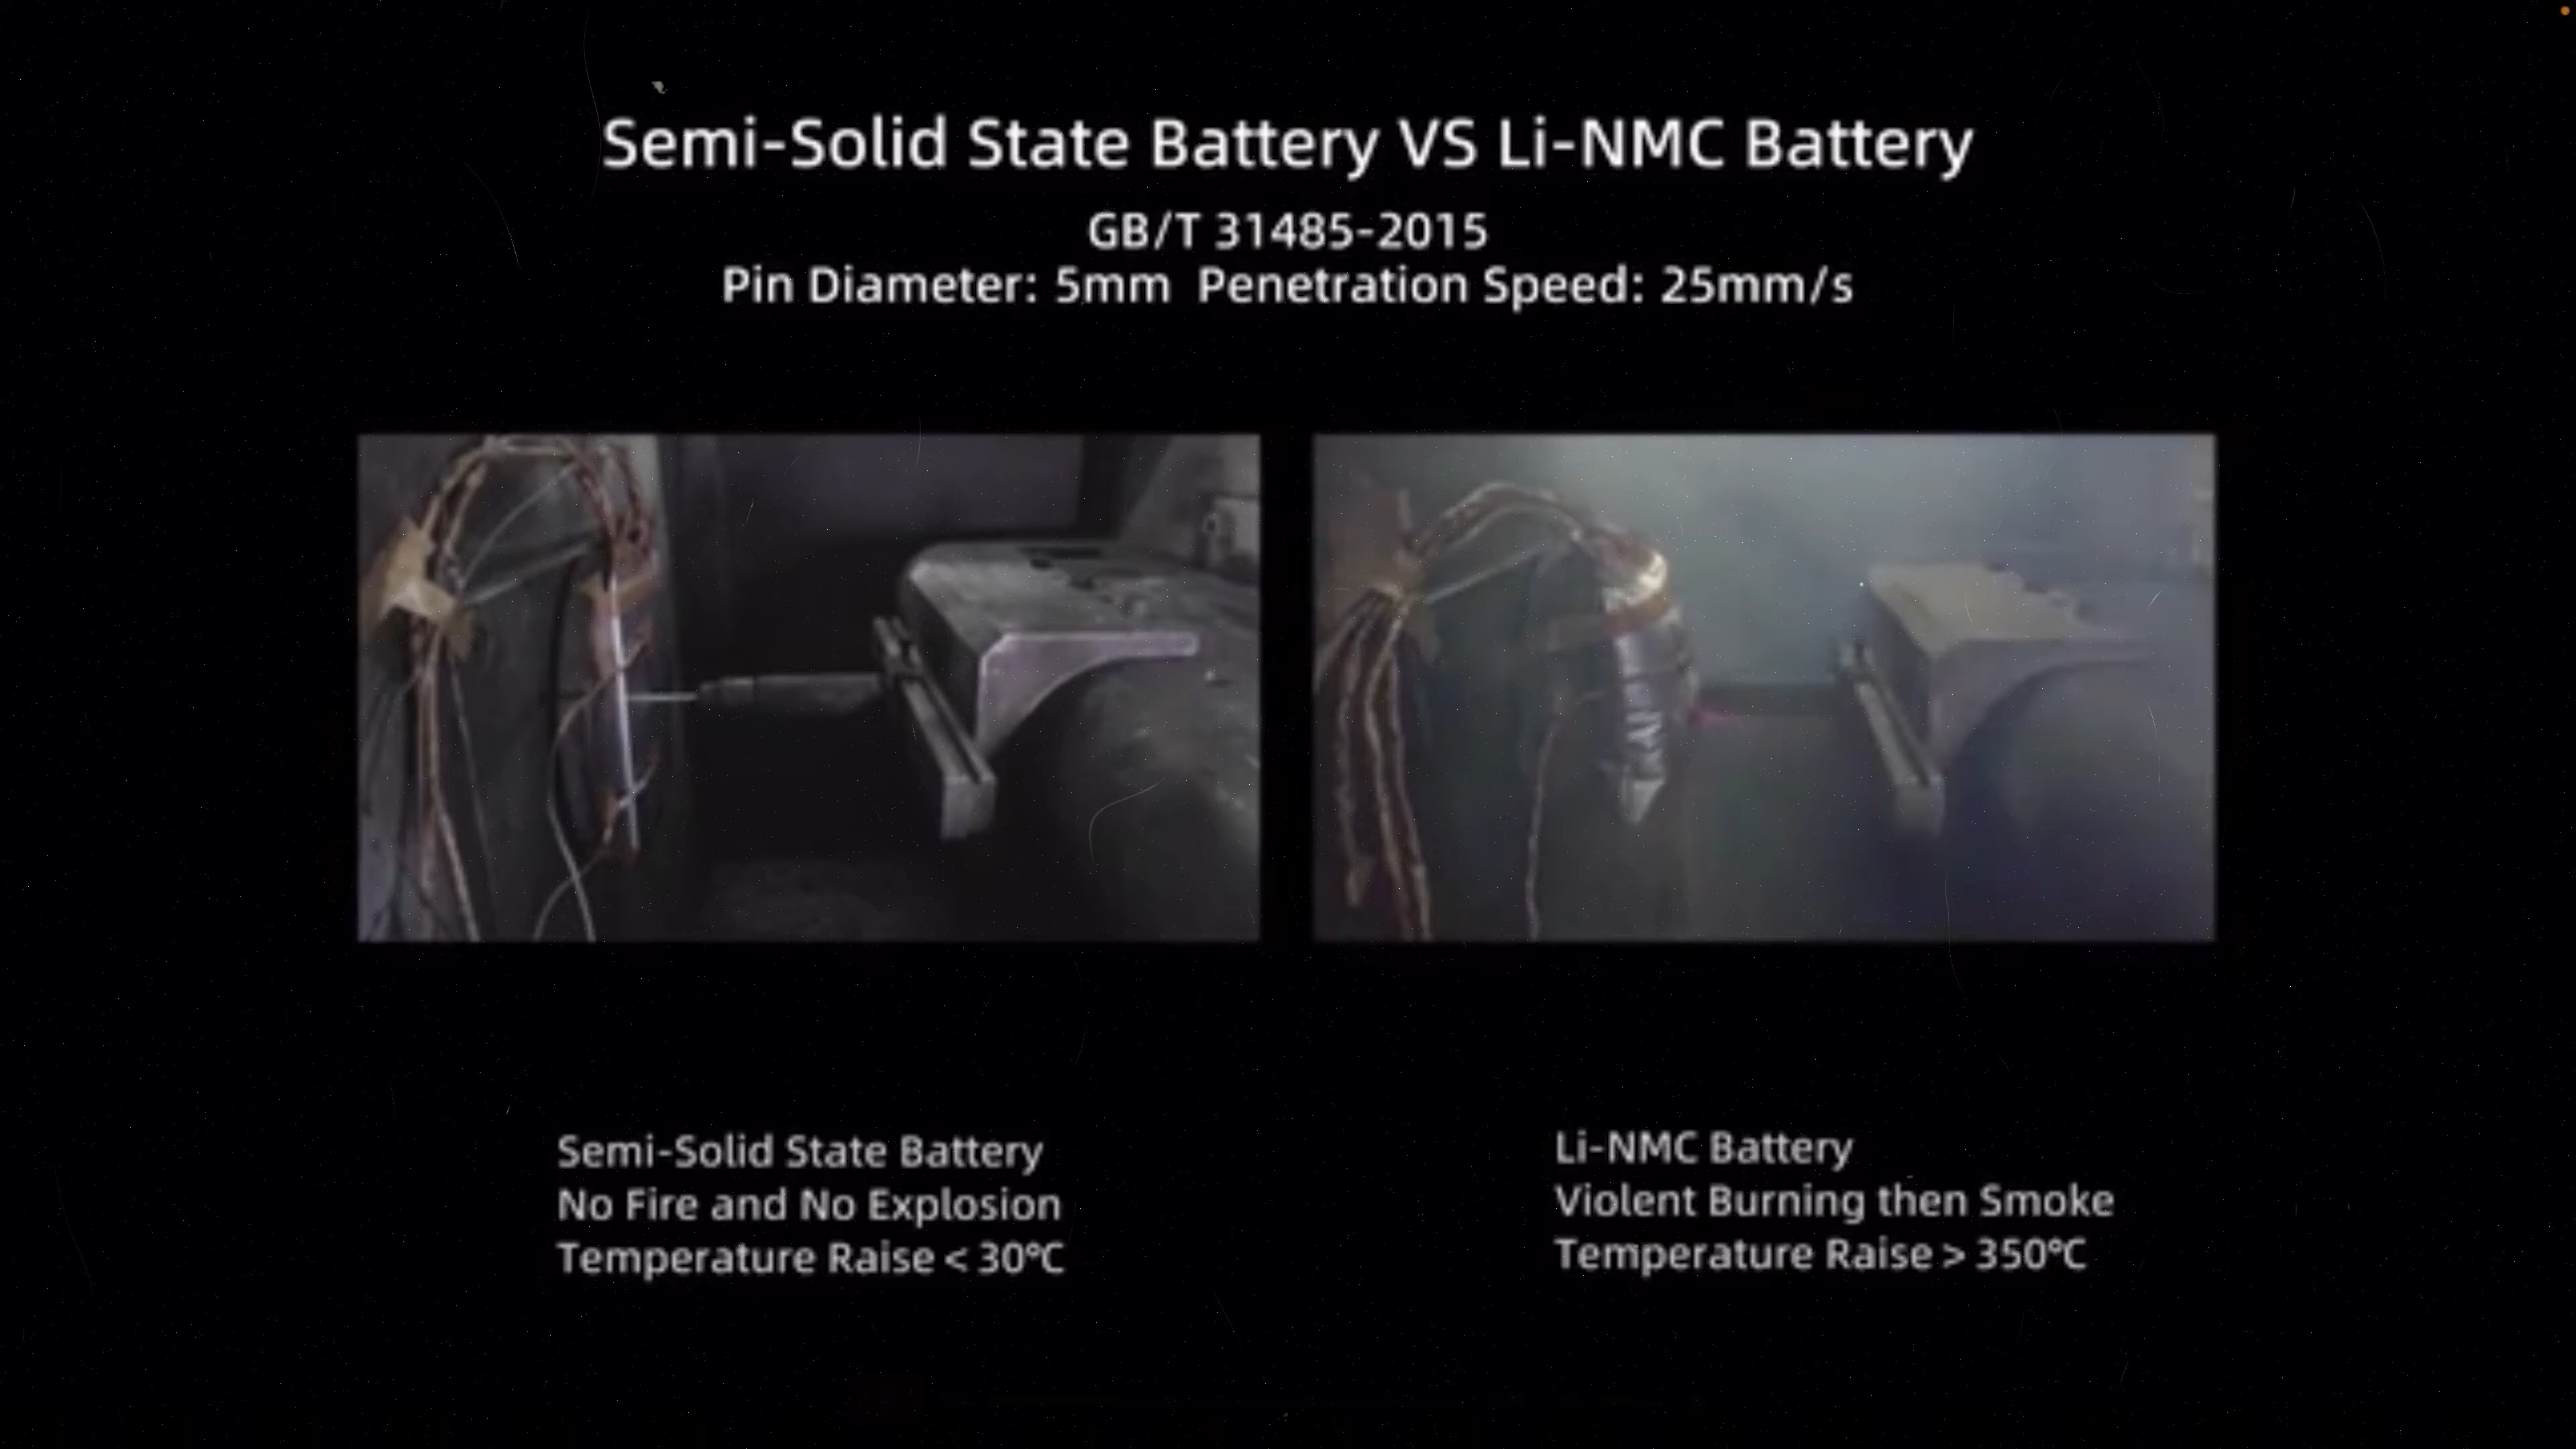 Semi-Solid State Battery VS Li-NMC Battery
GB/T 31485-2015
Pin Diameter: 5mm Penetration Speed: 25mm/s
Semi-Solid State Battery
No Fire and No Explosion
Temperature Raise < 30℃
Li-NMC Battery
Violent Burning then Smoke
Temperature Raise > 350℃